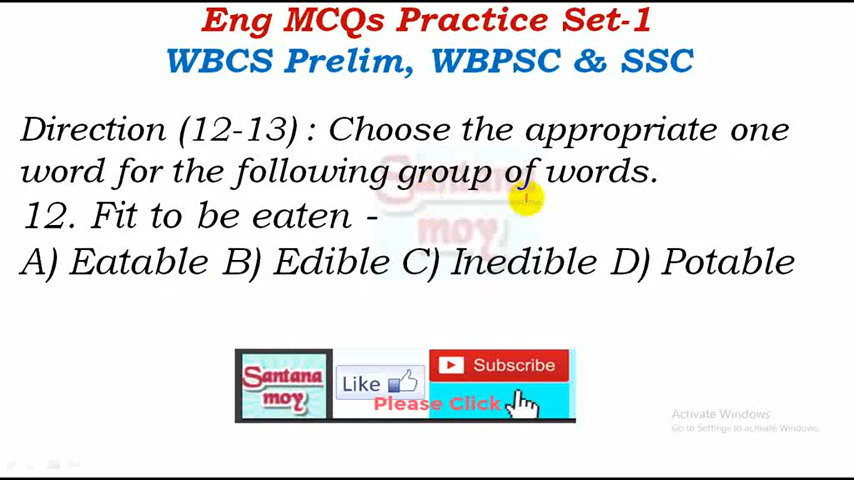 Eng MCQs Practice Set-1
WBCS Prelim, WBPSC & SSC
Direction (12-13) : Choose the appropriate one
word for the following group of words.
12. Fit to be eaten -
A) Eatable B) Edible C) Inedible D) Potable
Santana
moy
Santana
moy
Like
Subscribe
Please Click
Activate Windows
Go to Settings to activate Windows.